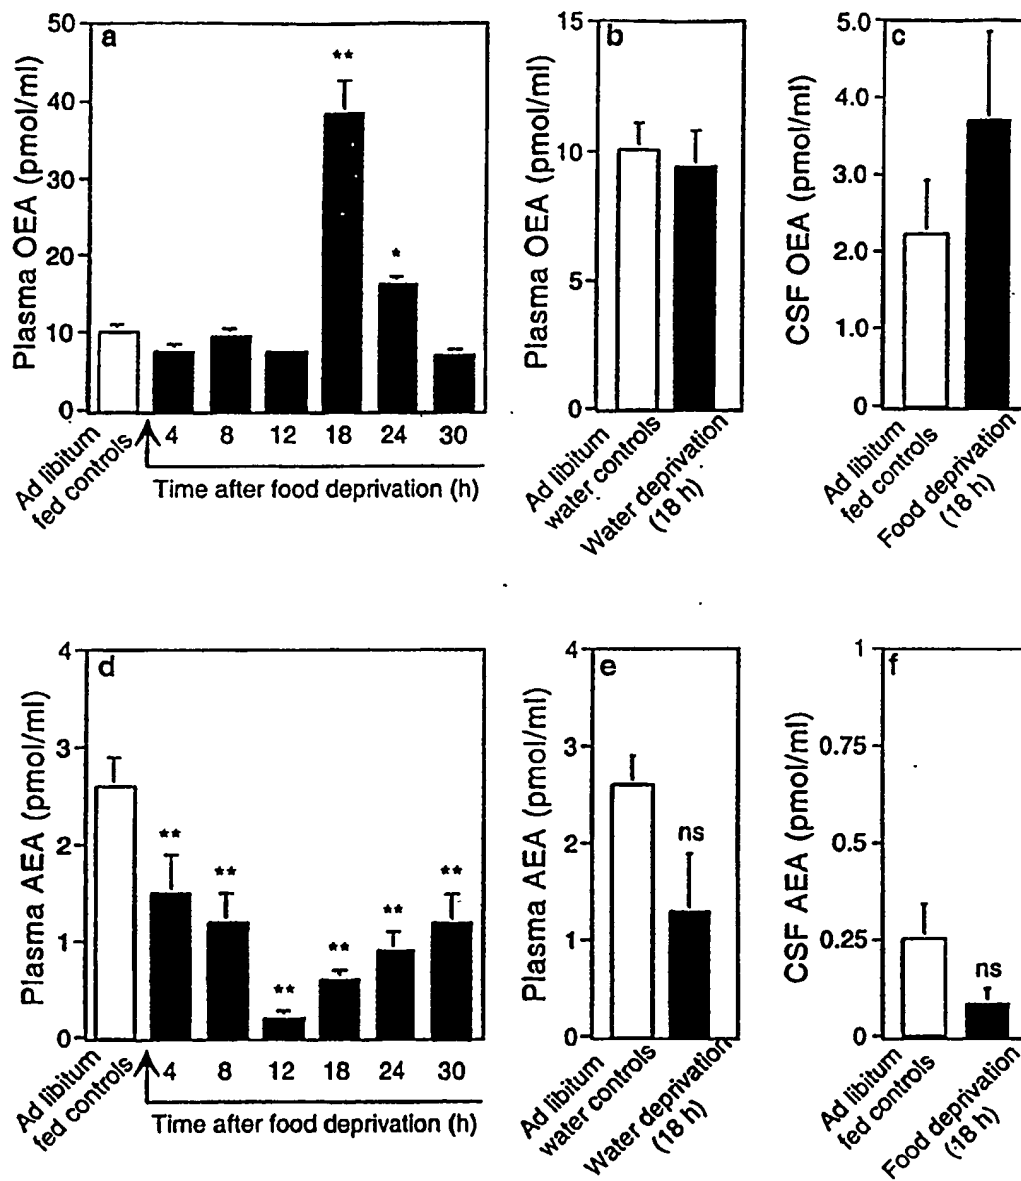 a
Plasma OEA (pmol/ml)
50
40
30
20
10
0
**
*
4 8 12 18 24 30
Ad libitum
fed controls
Time after food deprivation (h)
b
Plasma OEA (pmol/ml)
15
10
5
0
Ad libitum
water controls
Water deprivation
(18 h)
c
CSF OEA (pmol/ml)
5.0
4.0
3.0
2.0
1.0
0
Ad libitum
fed controls
Food deprivation
(18 h)
d
Plasma AEA (pmol/ml)
4
3
2
1
0
** ** ** ** ** **
4 8 12 18 24 30
Ad libitum
fed controls
Time after food deprivation (h)
e
Plasma AEA (pmol/ml)
4
3
2
1
0
ns
Ad libitum
water controls
Water deprivation
(18 h)
f
CSF AEA (pmol/ml)
1
0.75
0.5
0.25
0
ns
Ad libitum
fed controls
Food deprivation
(18 h)